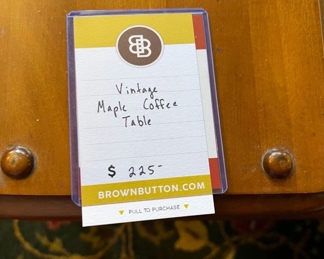 BB
Vintage
Maple Coffee
Table
$ 225-
BROWNBUTTON.COM
PULL TO PURCHASE